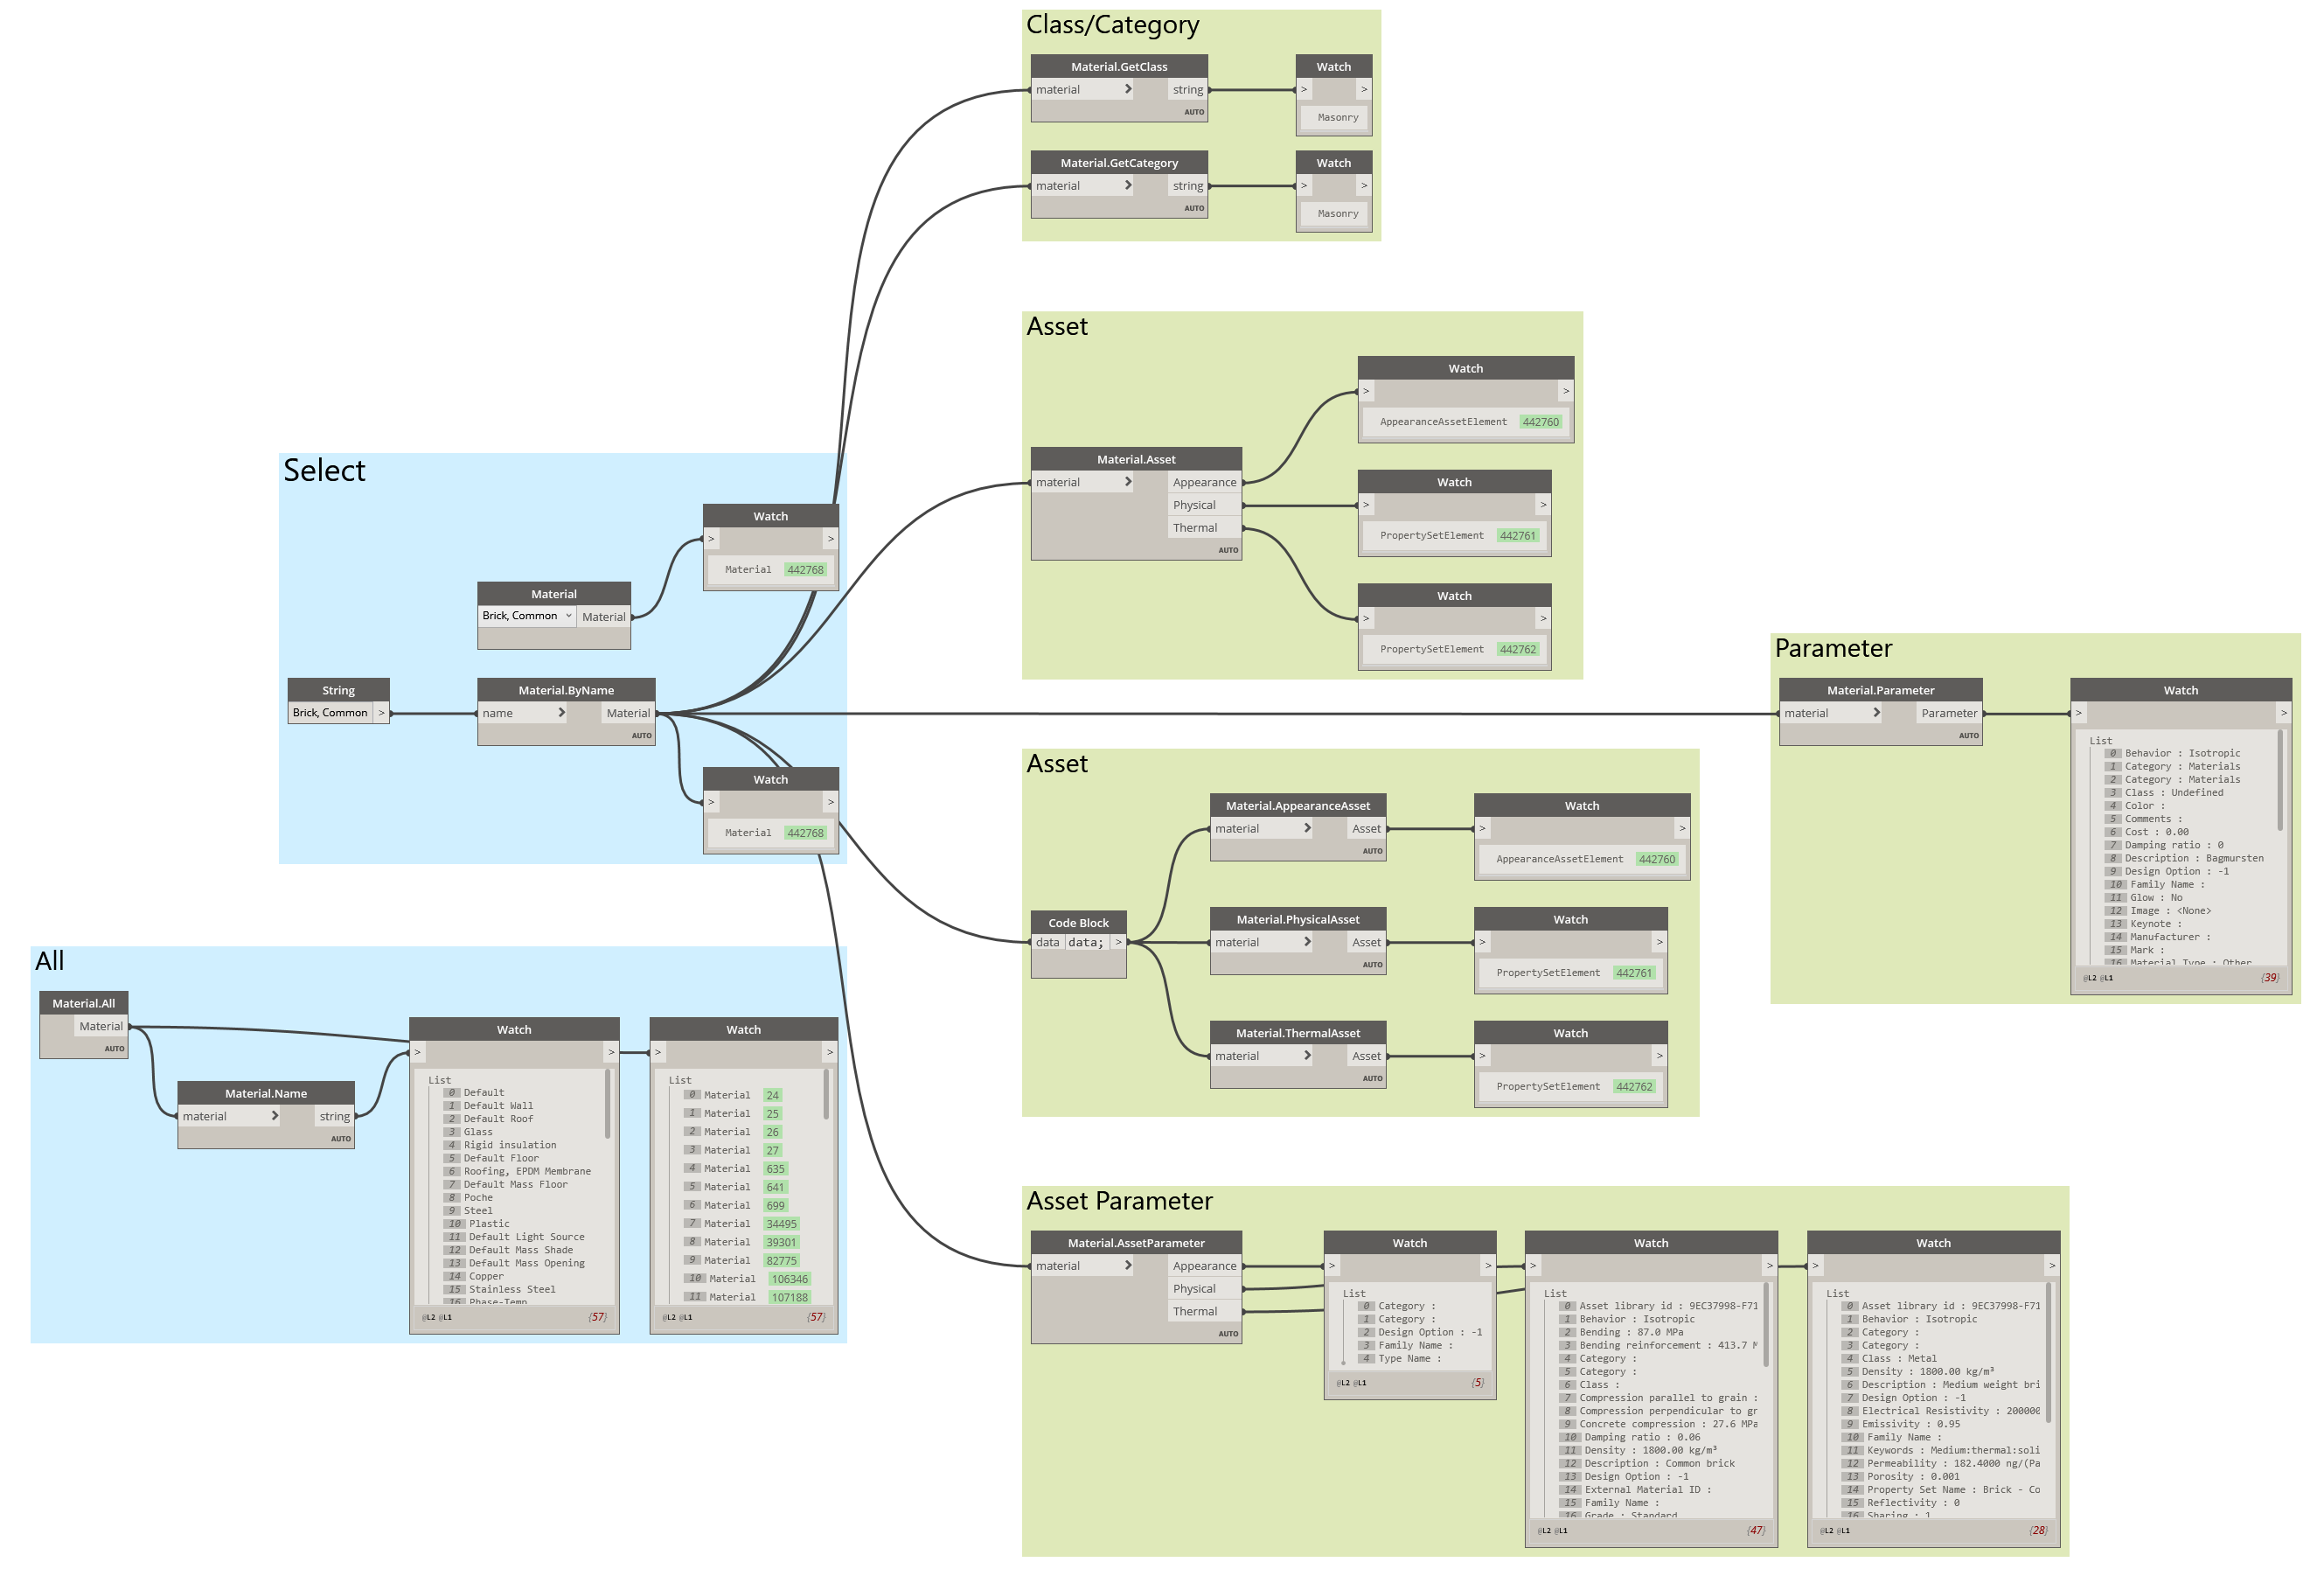 Class/Category
Material.GetClass
material
string
AUTO
Watch
>
>
Masonry
Material.GetCategory
material
string
AUTO
Watch
>
>
Masonry
Asset
Material.Asset
material
Appearance
Physical
Thermal
AUTO
Watch
>
>
AppearanceAssetElement 442760
Watch
>
>
PropertySetElement 442761
Watch
>
>
PropertySetElement 442762
Select
Watch
>
>
Material 442768
Material
Brick, Common
Material
String
Brick, Common
>
Material.ByName
name
Material
AUTO
Watch
>
>
Material 442768
Parameter
Material.Parameter
material
Parameter
AUTO
Watch
>
>
List
0 Behavior : Isotropic
1 Category : Materials
2 Category : Materials
3 Class : Undefined
4 Color :
5 Comments :
6 Cost : 0.00
7 Damping ratio : 0
8 Description : Bagmursten
9 Design Option : -1
10 Family Name :
11 Glow : No
12 Image : <None>
13 Keynote :
14 Manufacturer :
15 Mark :
16 Material Type : Other
@L2 @L1
{39}
Asset
Code Block
data
data;
>
Material.AppearanceAsset
material
Asset
AUTO
Watch
>
>
AppearanceAssetElement 442760
Material.PhysicalAsset
material
Asset
AUTO
Watch
>
>
PropertySetElement 442761
Material.ThermalAsset
material
Asset
AUTO
Watch
>
>
PropertySetElement 442762
All
Material.All
Material
AUTO
Material.Name
material
string
AUTO
Watch
>
>
List
0 Default
1 Default Wall
2 Default Roof
3 Glass
4 Rigid insulation
5 Default Floor
6 Roofing, EPDM Membrane
7 Default Mass Floor
8 Poche
9 Steel
10 Plastic
11 Default Light Source
12 Default Mass Shade
13 Default Mass Opening
14 Copper
15 Stainless Steel
16 Phase-Temp
@L2 @L1
{57}
Watch
>
>
List
0 Material 24
1 Material 25
2 Material 26
3 Material 27
4 Material 635
5 Material 641
6 Material 699
7 Material 34495
8 Material 39301
9 Material 82775
10 Material 106346
11 Material 107188
@L2 @L1
{57}
Asset Parameter
Material.AssetParameter
material
Appearance
Physical
Thermal
AUTO
Watch
>
>
List
0 Category :
1 Category :
2 Design Option : -1
3 Family Name :
4 Type Name :
@L2 @L1
{5}
Watch
>
>
List
0 Asset library id : 9EC37998-F71
1 Behavior : Isotropic
2 Bending : 87.0 MPa
3 Bending reinforcement : 413.7 M
4 Category :
5 Category :
6 Class :
7 Compression parallel to grain :
8 Compression perpendicular to gr
9 Concrete compression : 27.6 MPa
10 Damping ratio : 0.06
11 Density : 1800.00 kg/m³
12 Description : Common brick
13 Design Option : -1
14 External Material ID :
15 Family Name :
16 Grade : Standard
@L2 @L1
{47}
Watch
>
>
List
0 Asset library id : 9EC37998-F71
1 Behavior : Isotropic
2 Category :
3 Category :
4 Class : Metal
5 Density : 1800.00 kg/m³
6 Description : Medium weight bri
7 Design Option : -1
8 Electrical Resistivity : 200000
9 Emissivity : 0.95
10 Family Name :
11 Keywords : Medium:thermal:soli
12 Permeability : 182.4000 ng/(Pa
13 Porosity : 0.001
14 Property Set Name : Brick - Co
15 Reflectivity : 0
16 Sharing : 1
@L2 @L1
{28}